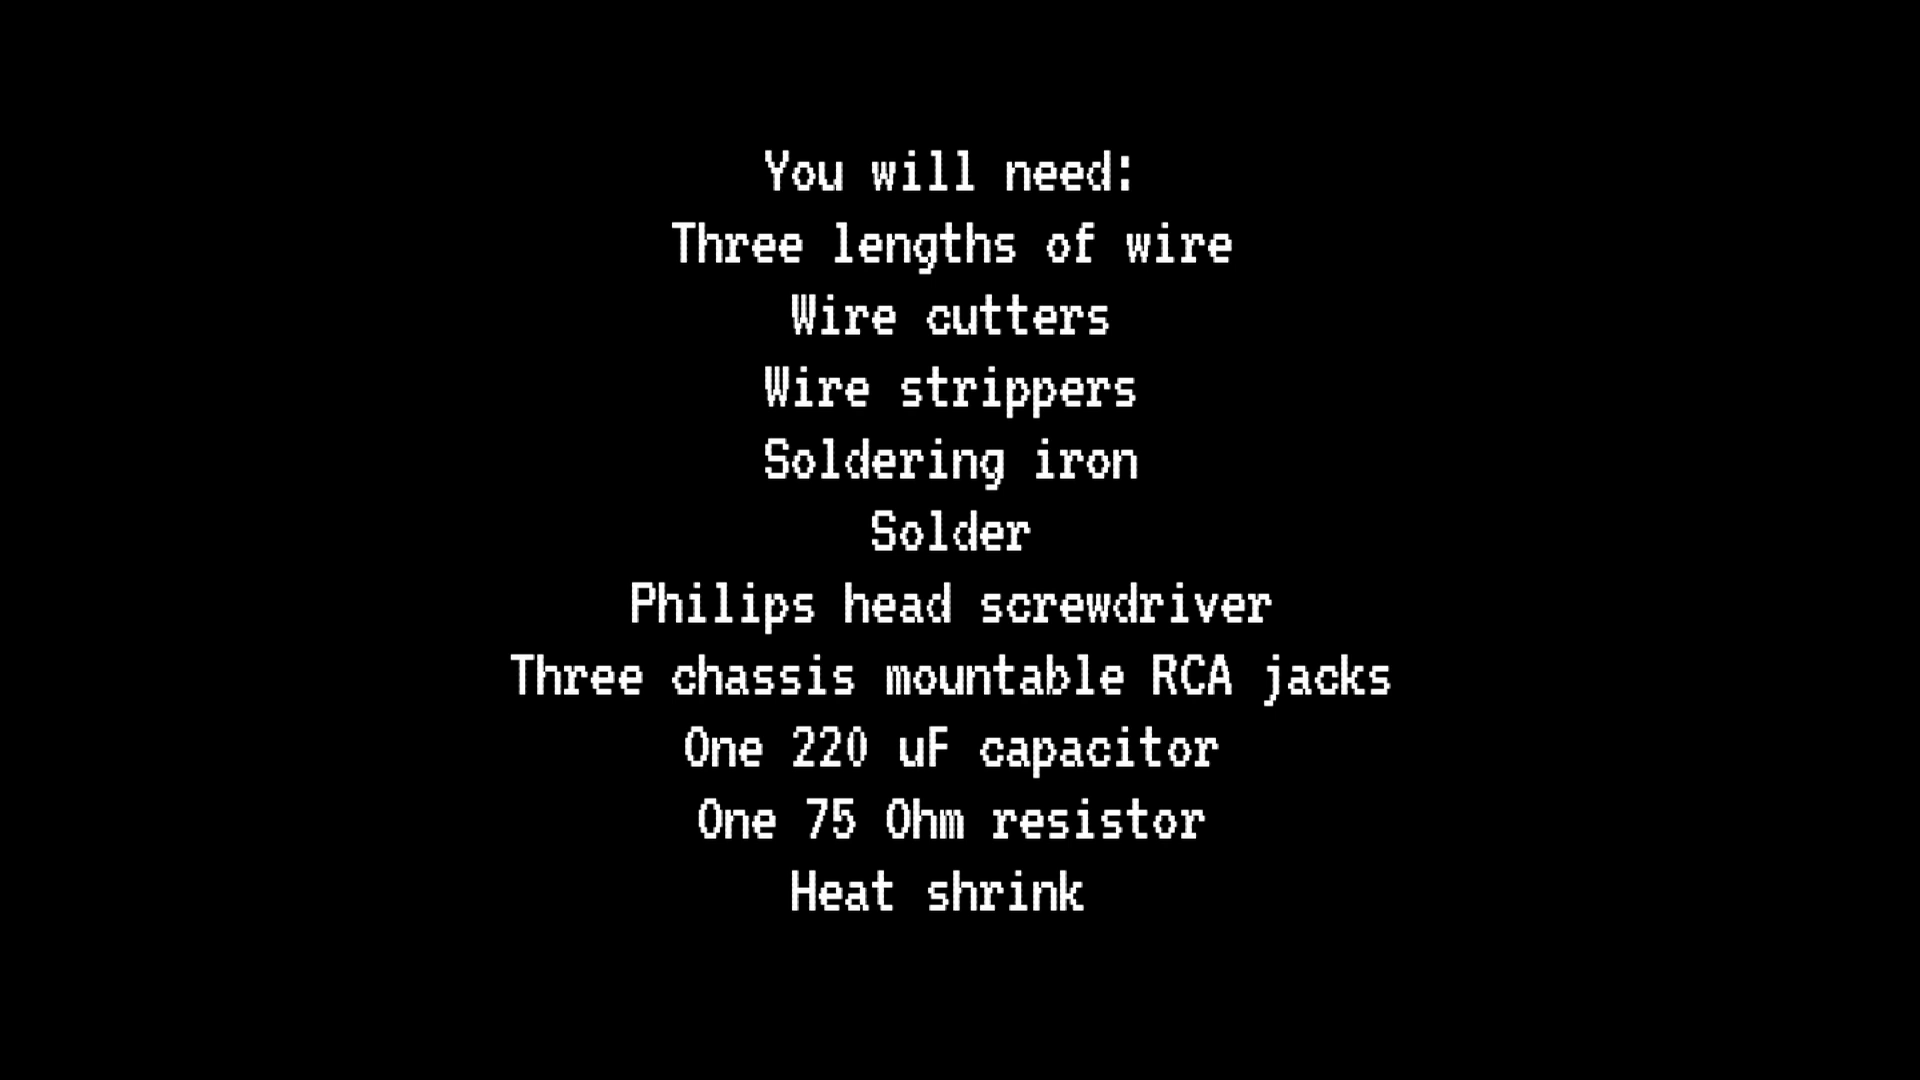 You will need:
Three lengths of wire
Wire cutters
Wire strippers
Soldering iron
Solder
Philips head screwdriver
Three chassis mountable RCA jacks
One 220 uF capacitor
One 75 Ohm resistor
Heat shrink